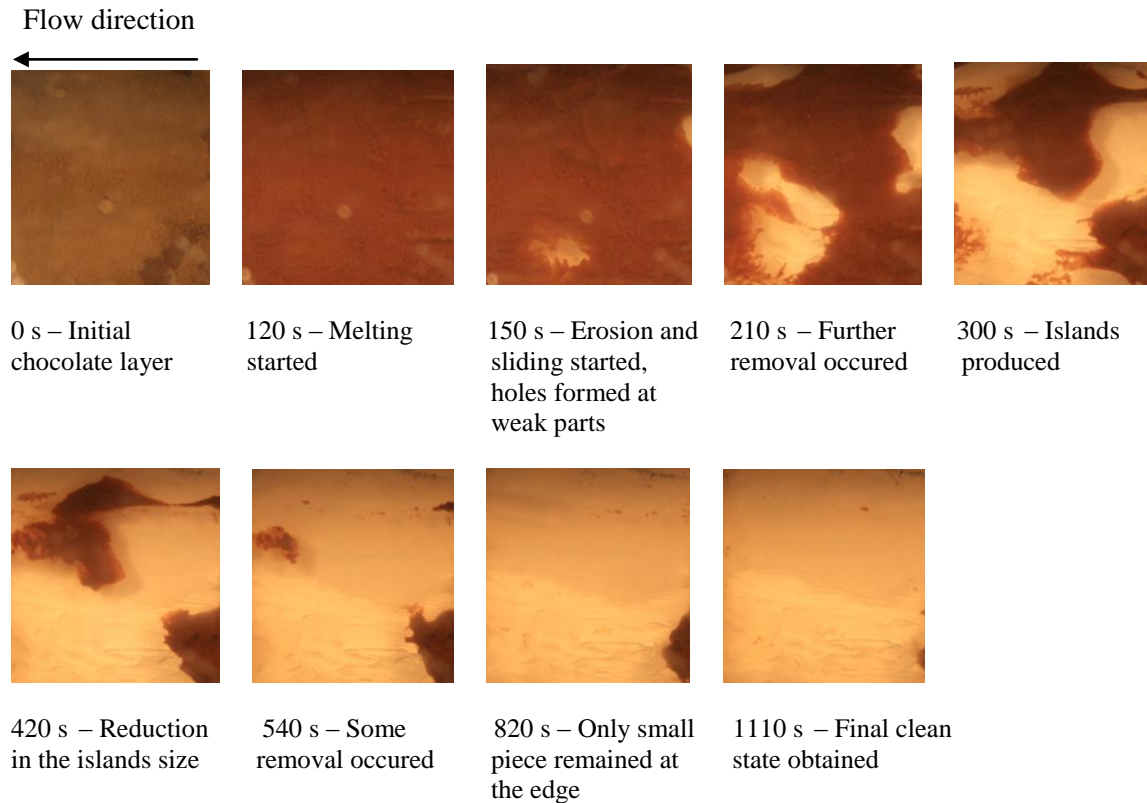 Flow direction
0 s – Initial
chocolate layer
120 s – Melting
started
150 s – Erosion and
sliding started,
holes formed at
weak parts
210 s – Further
removal occured
300 s – Islands
produced
420 s – Reduction
in the islands size
540 s – Some
removal occured
820 s – Only small
piece remained at
the edge
1110 s – Final clean
state obtained